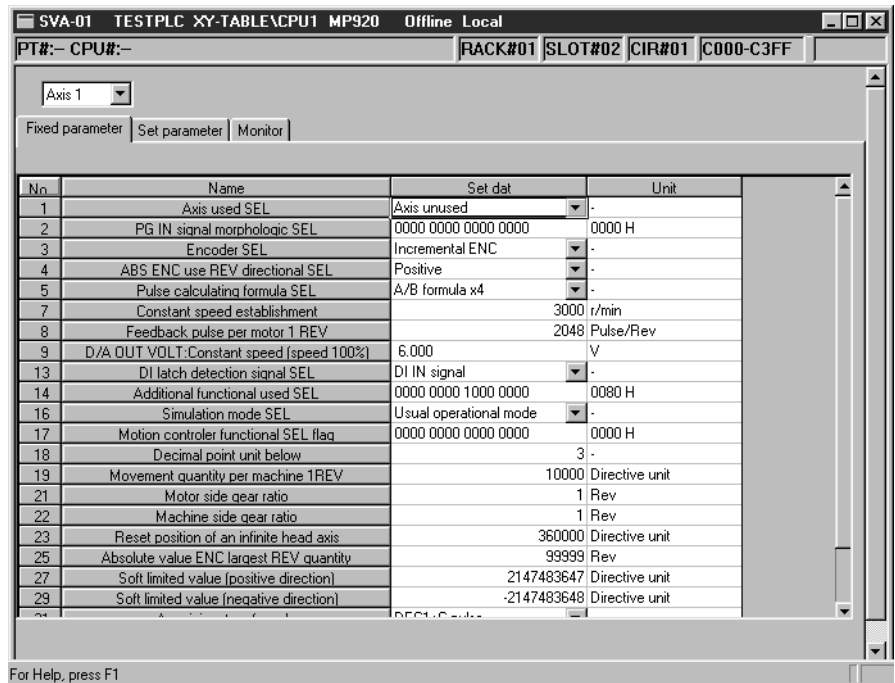 SVA-01 TESTPLC XY-TABLE\CPU1 MP920 Offline Local
PT#:– CPU#:– RACK#01 SLOT#02 CIR#01 C000-C3FF
Axis 1
Fixed parameter Set parameter Monitor
No Name Set dat Unit
1 Axis used SEL Axis unused -
2 PG IN signal morphologic SEL 0000 0000 0000 0000 0000 H
3 Encoder SEL Incremental ENC -
4 ABS ENC use REV directional SEL Positive -
5 Pulse calculating formula SEL A/B formula x4 -
7 Constant speed establishment 3000 r/min
8 Feedback pulse per motor 1 REV 2048 Pulse/Rev
9 D/A OUT VOLT:Constant speed (speed 100%) 6.000 V
13 DI latch detection signal SEL DI IN signal -
14 Additional functional used SEL 0000 0000 1000 0000 0080 H
16 Simulation mode SEL Usual operational mode -
17 Motion controler functional SEL flag 0000 0000 0000 0000 0000 H
18 Decimal point unit below 3 -
19 Movement quantity per machine 1REV 10000 Directive unit
21 Motor side gear ratio 1 Rev
22 Machine side gear ratio 1 Rev
23 Reset position of an infinite head axis 360000 Directive unit
25 Absolute value ENC largest REV quantity 99999 Rev
27 Soft limited value (positive direction) 2147483647 Directive unit
29 Soft limited value (negative direction) -2147483648 Directive unit
For Help, press F1